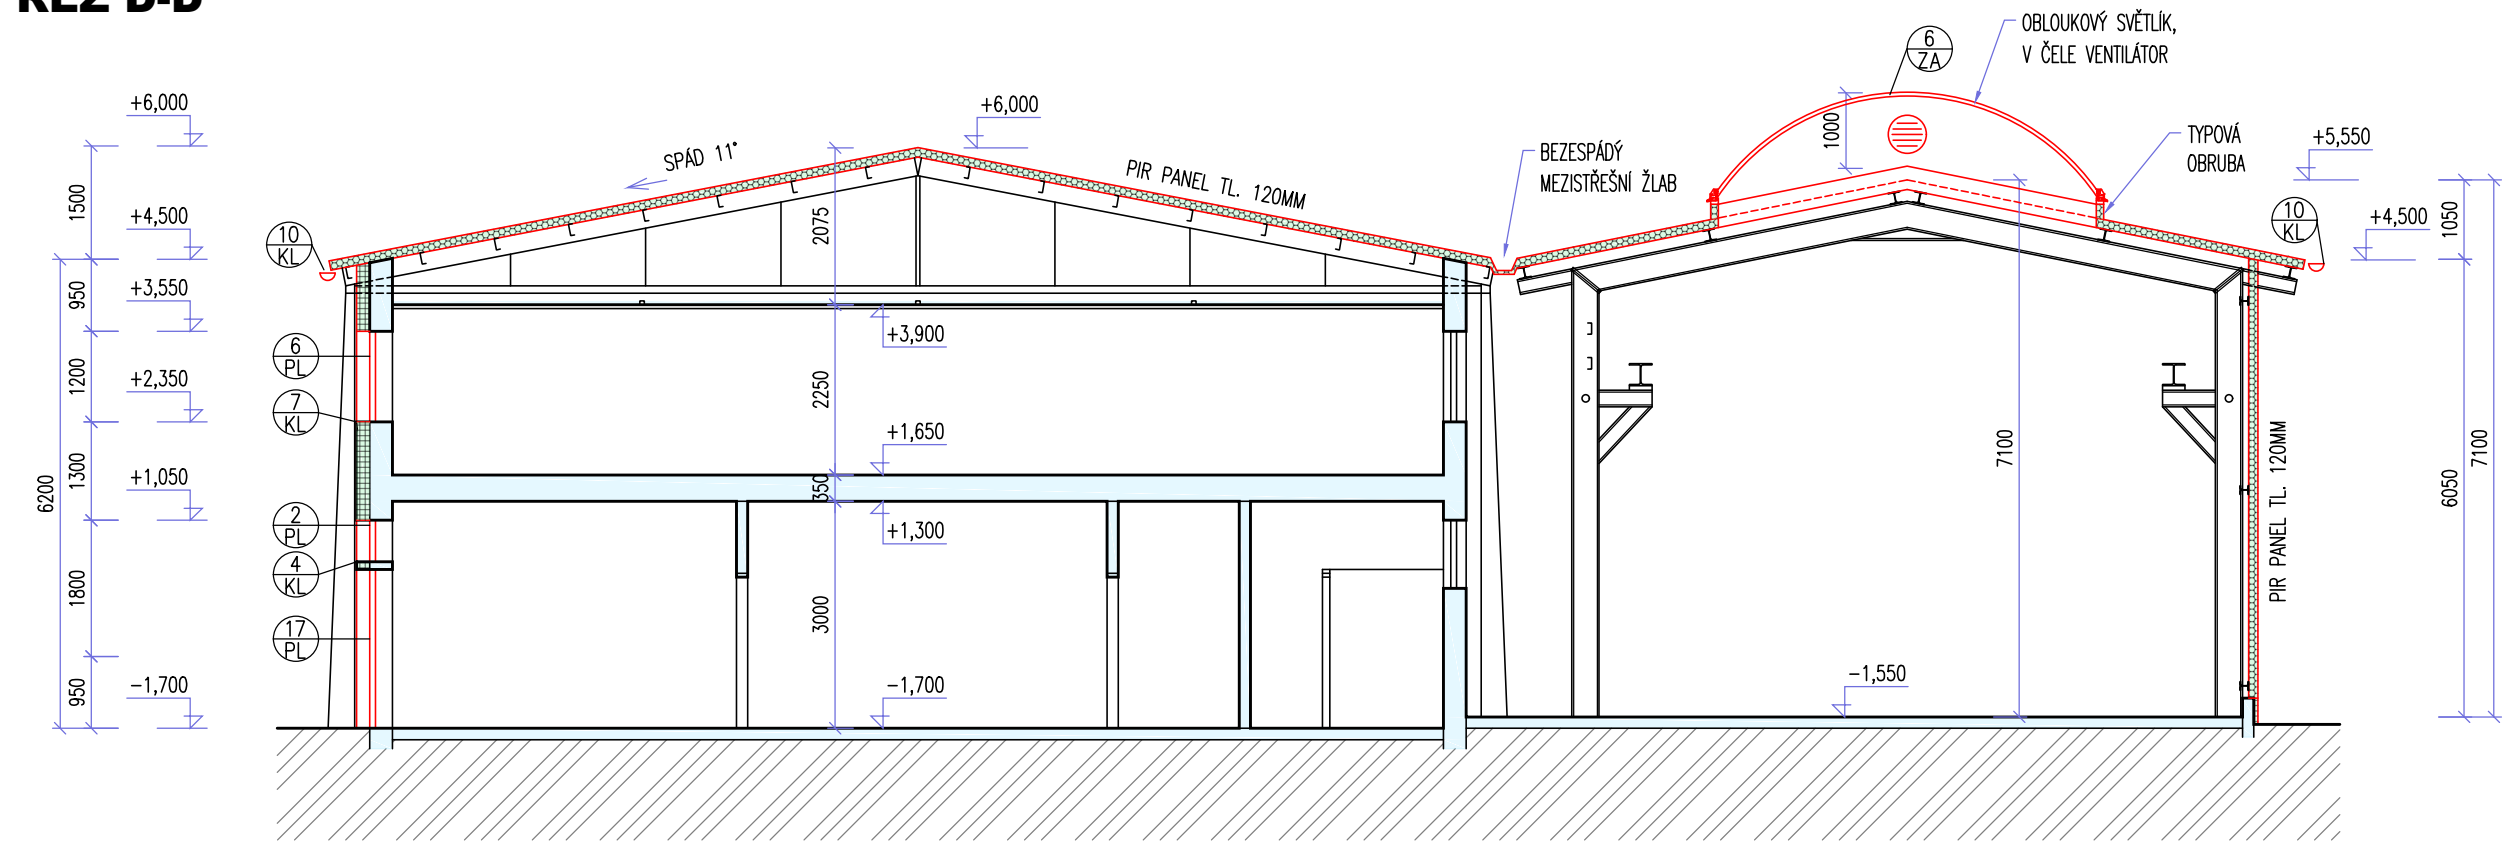 ŘEZ D-D
OBLOUKOVÝ SVĚTLÍK,
V ČELE VENTILÁTOR
6
ZA
+6,000
+6,000
1000
TYPOVÁ
OBRUBA
+5,550
BEZESPÁDÝ
MEZISTŘEŠNÍ ŽLAB
SPÁD 11°
PIR PANEL TL. 120MM
1500
+4,500
2075
10
KL
10
KL
+4,500
1050
950
+3,550
+3,900
6
PL
1200
+2,350
2250
7
KL
+1,650
7100
PIR PANEL TL. 120MM
6050
7100
6200
1300
+1,050
350
+1,300
2
PL
4
KL
1800
3000
17
PL
950
-1,700
-1,700
-1,550